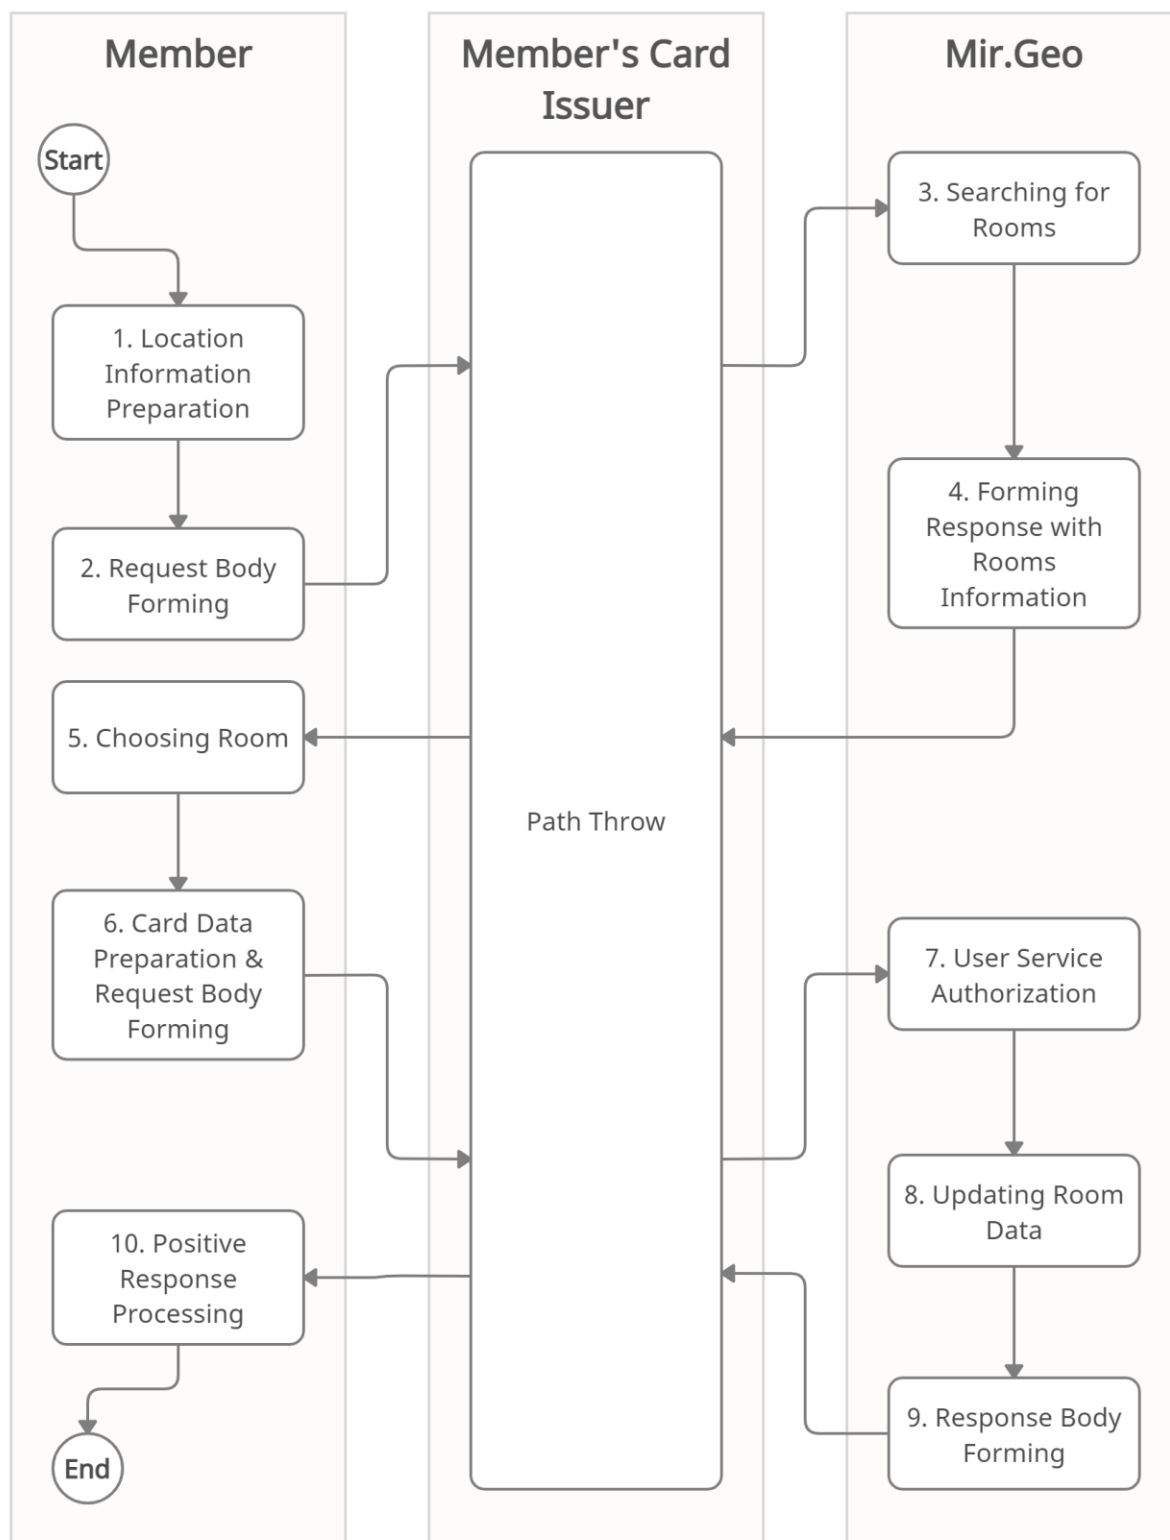 Member
Member's Card
Issuer
Mir.Geo
Start
1. Location
Information
Preparation
2. Request Body
Forming
3. Searching for
Rooms
4. Forming
Response with
Rooms
Information
5. Choosing Room
Path Throw
6. Card Data
Preparation &
Request Body
Forming
7. User Service
Authorization
8. Updating Room
Data
9. Response Body
Forming
10. Positive
Response
Processing
End